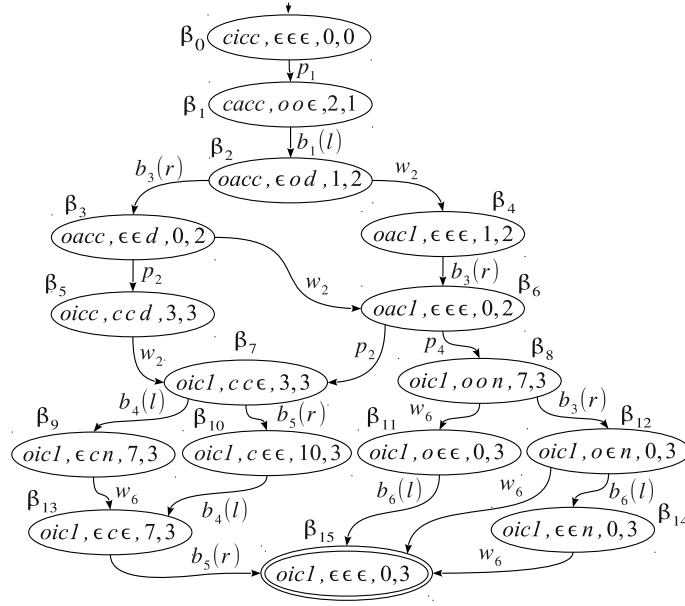 β0 cicc, ϵϵϵ, 0,0
p1
β1 cacc, ooϵ, 2,1
b1(l)
β2 oacc, ϵod, 1,2
b3(r) w2
β3 oacc, ϵϵd, 0,2
β4 oac1, ϵϵϵ, 1,2
p2 w2 b3(r)
β5 oicc, ccd, 3,3
β6 oac1, ϵϵϵ, 0,2
w2 p2 p4
β7 oic1, ccϵ, 3,3
β8 oic1, oon, 7,3
b4(l) b5(r) w6 b3(r)
β9 oic1, ϵcn, 7,3
β10 oic1, cϵϵ, 10,3
β11 oic1, oϵϵ, 0,3
β12 oic1, oϵn, 0,3
w6 b4(l) b6(l) w6 b6(l)
β13 oic1, ϵcϵ, 7,3
β14 oic1, ϵϵn, 0,3
b5(r) w6
β15 oic1, ϵϵϵ, 0,3